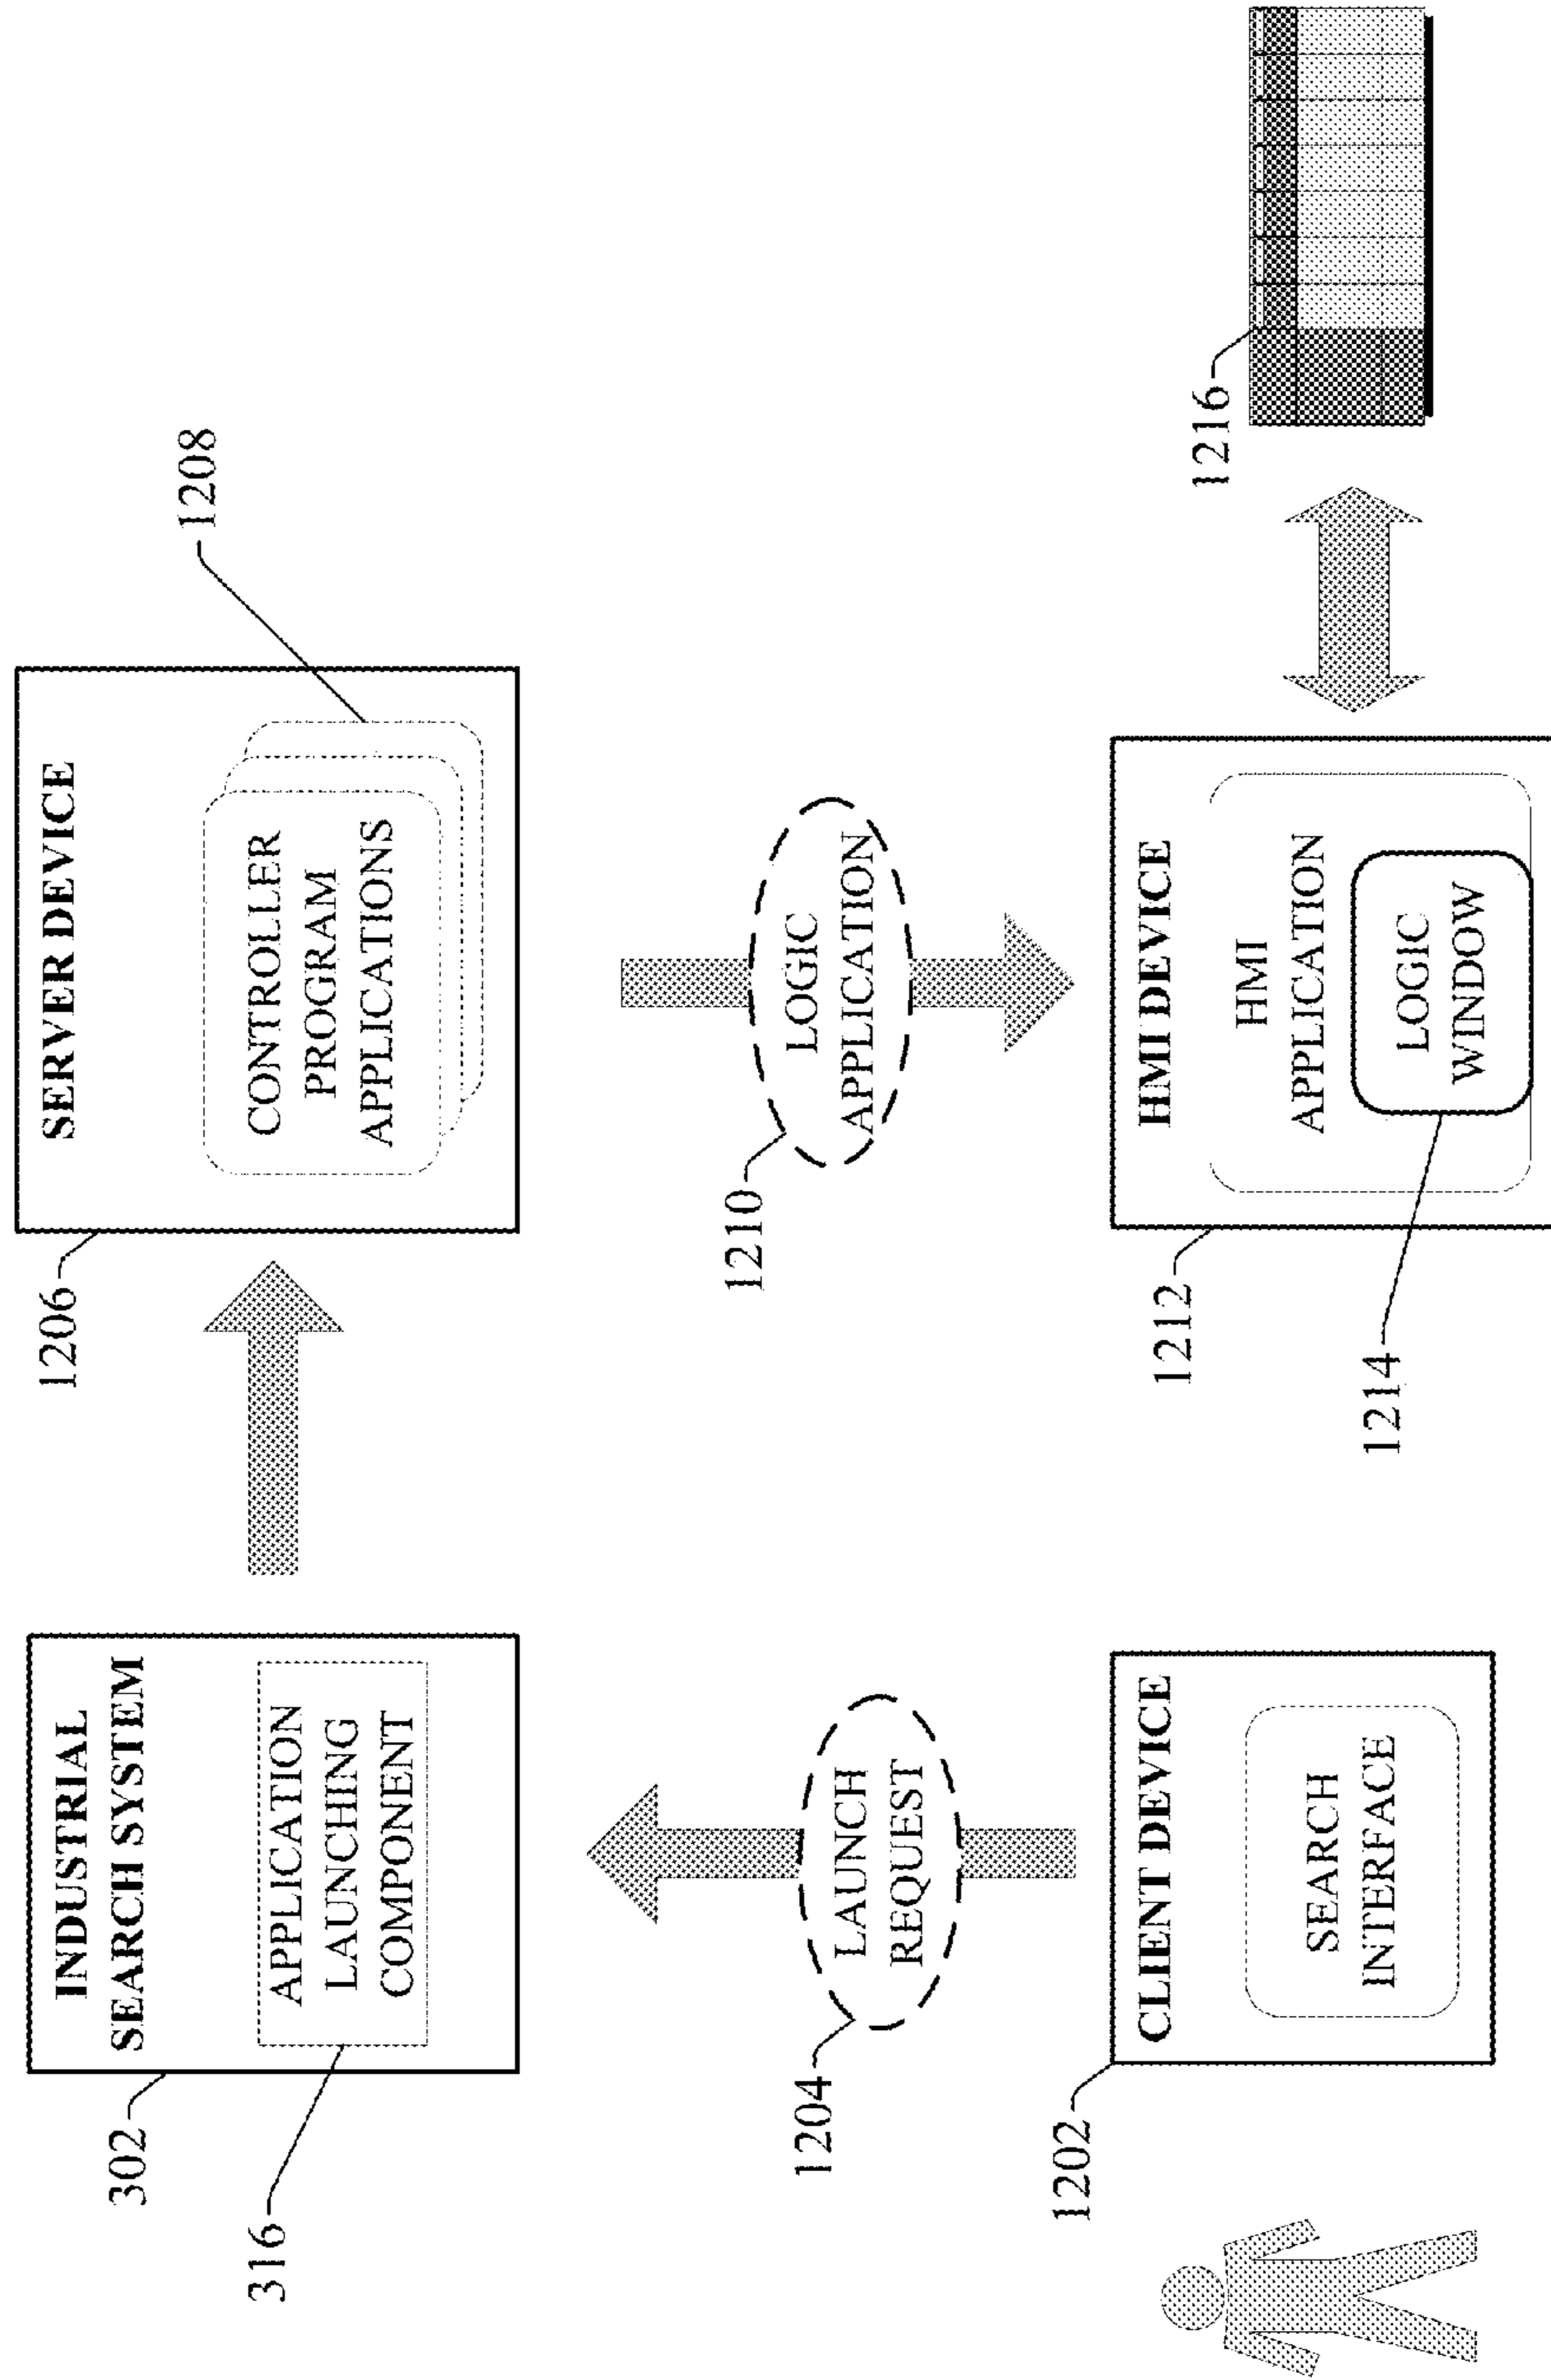 302
INDUSTRIAL
SEARCH SYSTEM
316
APPLICATION
LAUNCHING
COMPONENT
1206
SERVER DEVICE
CONTROLLER
PROGRAM
APPLICATIONS
1208
1204
LAUNCH
REQUEST
1210
LOGIC
APPLICATION
1202
CLIENT DEVICE
SEARCH
INTERFACE
1212
HMI DEVICE
HMI
APPLICATION
1214
LOGIC
WINDOW
1216